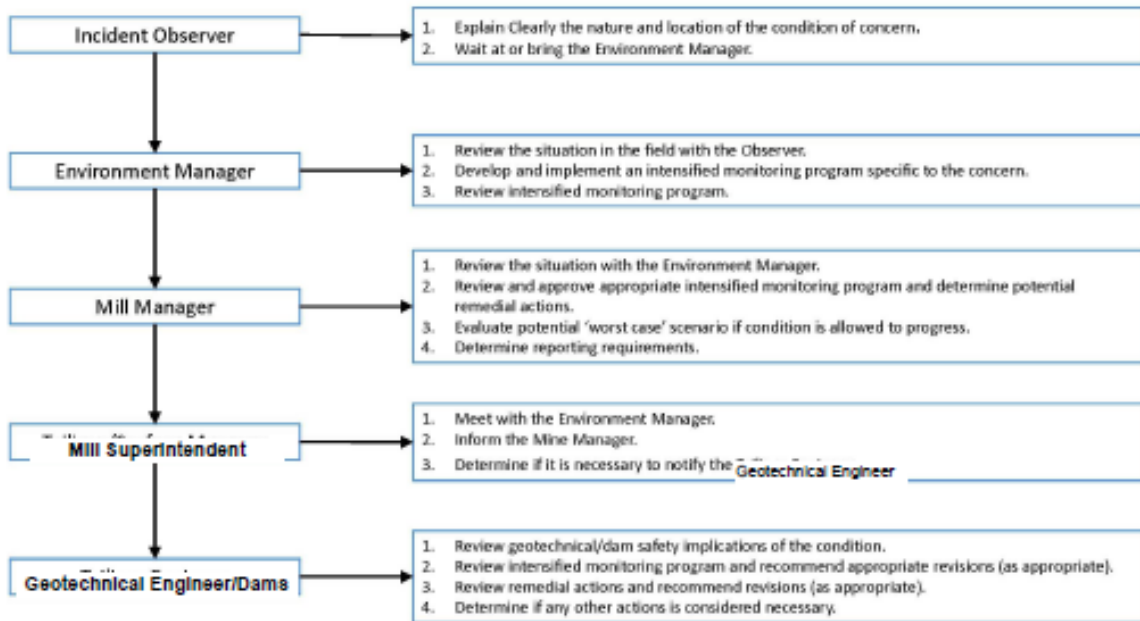 Incident Observer
1. Explain Clearly the nature and location of the condition of concern.
2. Wait at or bring the Environment Manager.
Environment Manager
1. Review the situation in the field with the Observer.
2. Develop and implement an intensified monitoring program specific to the concern.
3. Review intensified monitoring program.
Mill Manager
1. Review the situation with the Environment Manager.
2. Review and approve appropriate intensified monitoring program and determine potential
remedial actions.
3. Evaluate potential ‘worst case’ scenario if condition is allowed to progress.
4. Determine reporting requirements.
Mill Superintendent
1. Meet with the Environment Manager.
2. Inform the Mine Manager.
3. Determine if it is necessary to notify the
Geotechnical Engineer
Geotechnical Engineer/Dams
1. Review geotechnical/dam safety implications of the condition.
2. Review intensified monitoring program and recommend appropriate revisions (as appropriate).
3. Review remedial actions and recommend revisions (as appropriate).
4. Determine if any other actions is considered necessary.